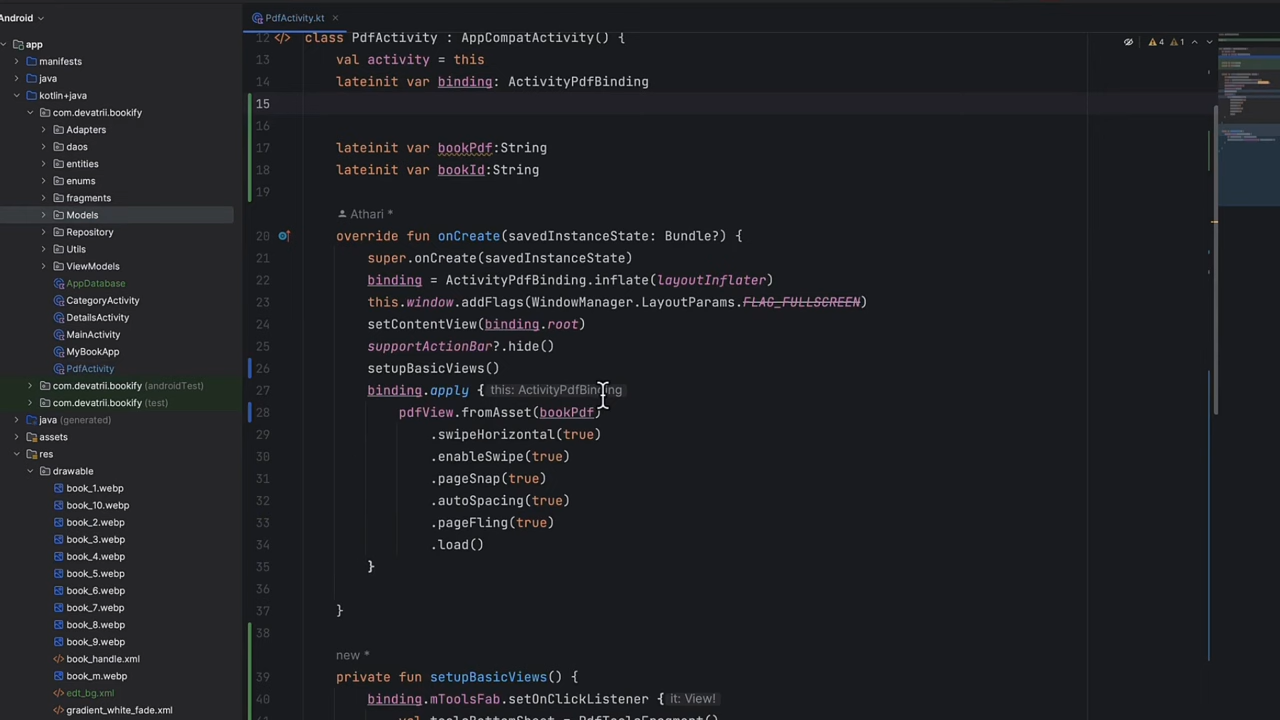 Android
PdfActivity.kt
app
manifests
java
kotlin+java
com.devatrii.bookify
Adapters
daos
entities
enums
fragments
Models
Repository
Utils
ViewModels
AppDatabase
CategoryActivity
DetailsActivity
MainActivity
MyBookApp
PdfActivity
com.devatrii.bookify (androidTest)
com.devatrii.bookify (test)
java (generated)
assets
res
drawable
book_1.webp
book_10.webp
book_2.webp
book_3.webp
book_4.webp
book_5.webp
book_6.webp
book_7.webp
book_8.webp
book_9.webp
book_handle.xml
book_m.webp
edt_bg.xml
gradient_white_fade.xml
4 1
12 class PdfActivity : AppCompatActivity() {
13 val activity = this
14 lateinit var binding: ActivityPdfBinding
15
16
17 lateinit var bookPdf:String
18 lateinit var bookId:String
19
Athari *
20 override fun onCreate(savedInstanceState: Bundle?) {
21 super.onCreate(savedInstanceState)
22 binding = ActivityPdfBinding.inflate(layoutInflater)
23 this.window.addFlags(WindowManager.LayoutParams.FLAG_FULLSCREEN)
24 setContentView(binding.root)
25 supportActionBar?.hide()
26 setupBasicViews()
27 binding.apply { this: ActivityPdfBinding
28 pdfView.fromAsset(bookPdf)
29 .swipeHorizontal(true)
30 .enableSwipe(true)
31 .pageSnap(true)
32 .autoSpacing(true)
33 .pageFling(true)
34 .load()
35 }
36
37 }
38
new *
39 private fun setupBasicViews() {
40 binding.mToolsFab.setOnClickListener { it: View!
41 val toolsBottomSheet = PdfToolsFragment()